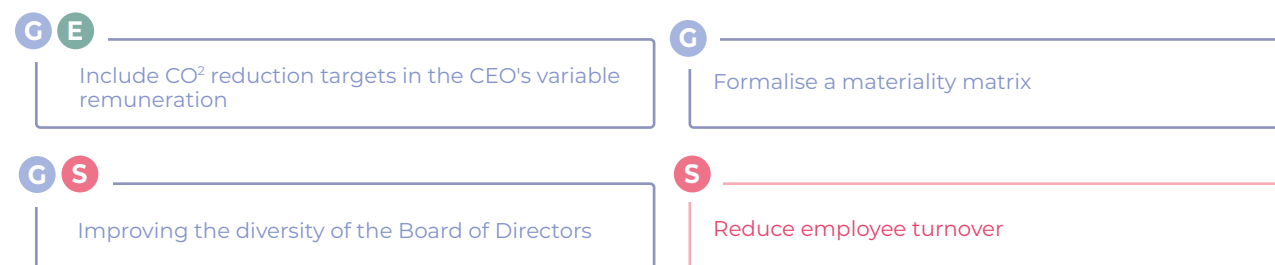 G E
Include CO² reduction targets in the CEO's variable
remuneration
G
Formalise a materiality matrix
G S
Improving the diversity of the Board of Directors
S
Reduce employee turnover